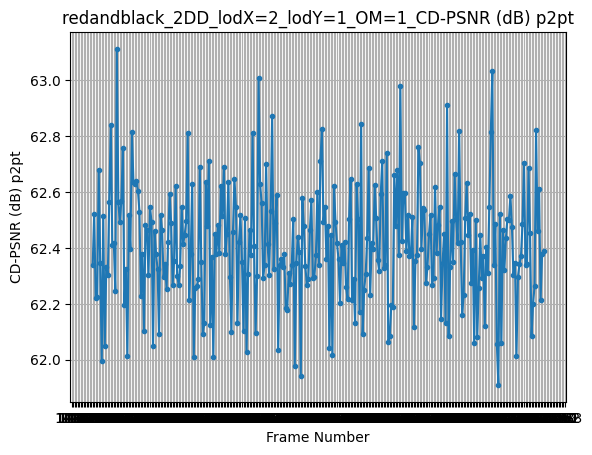 redandblack_2DD_lodX=2_lodY=1_OM=1_CD-PSNR (dB) p2pt
CD-PSNR (dB) p2pt
63.0
62.8
62.6
62.4
62.2
62.0
Frame Number